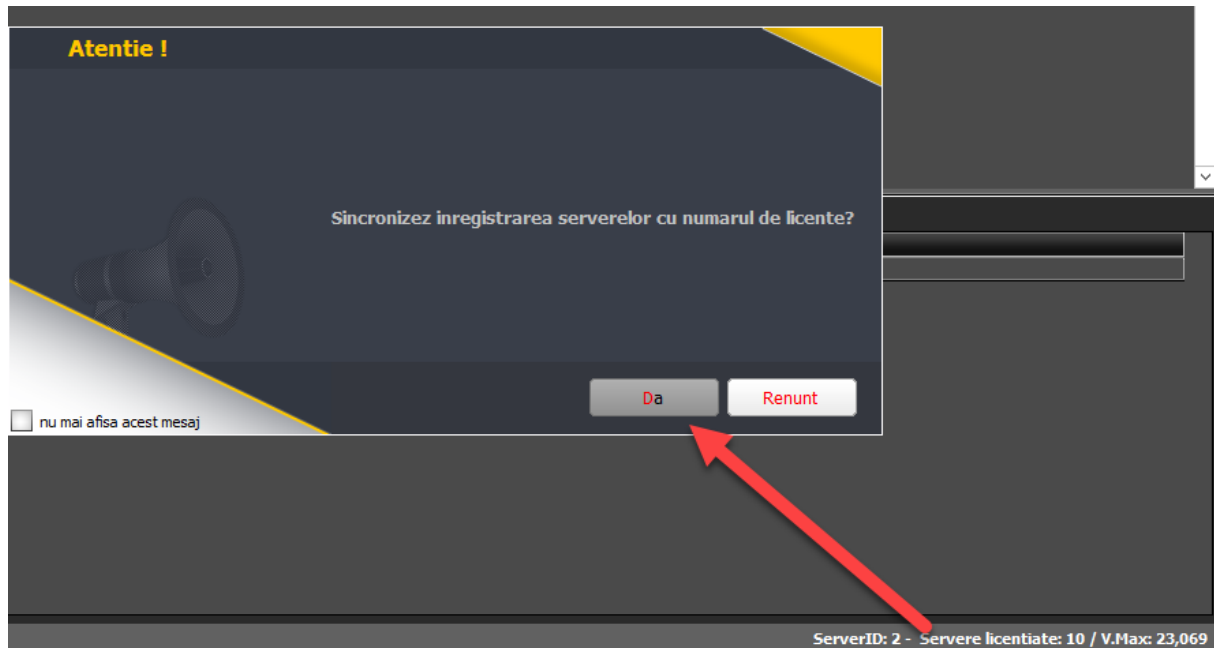 Atentie !
Sincronizez inregistrarea serverelor cu numarul de licente?
Da
Renunt
nu mai afisa acest mesaj
ServerID: 2 - Servere licentiate: 10 / V.Max: 23,069